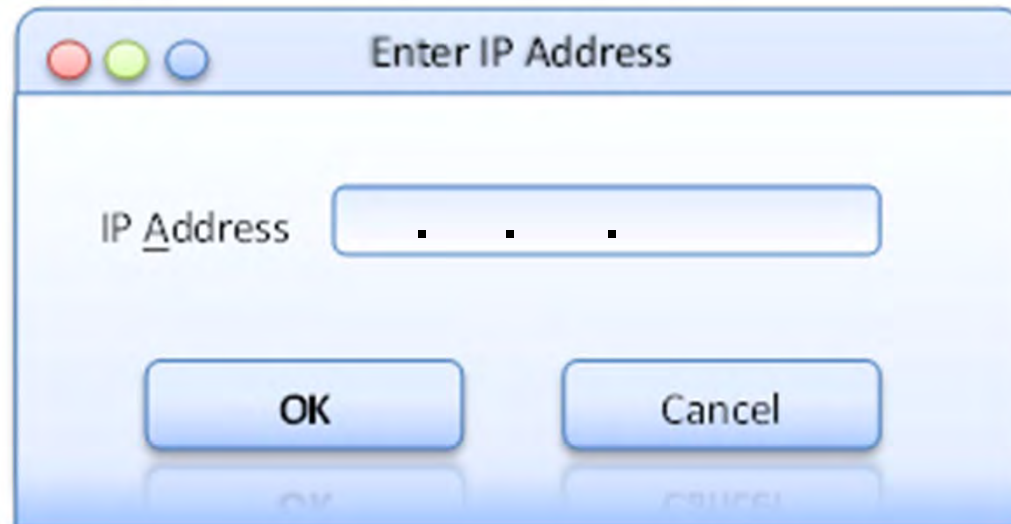 Enter IP Address
IP Address . . .
OK Cancel